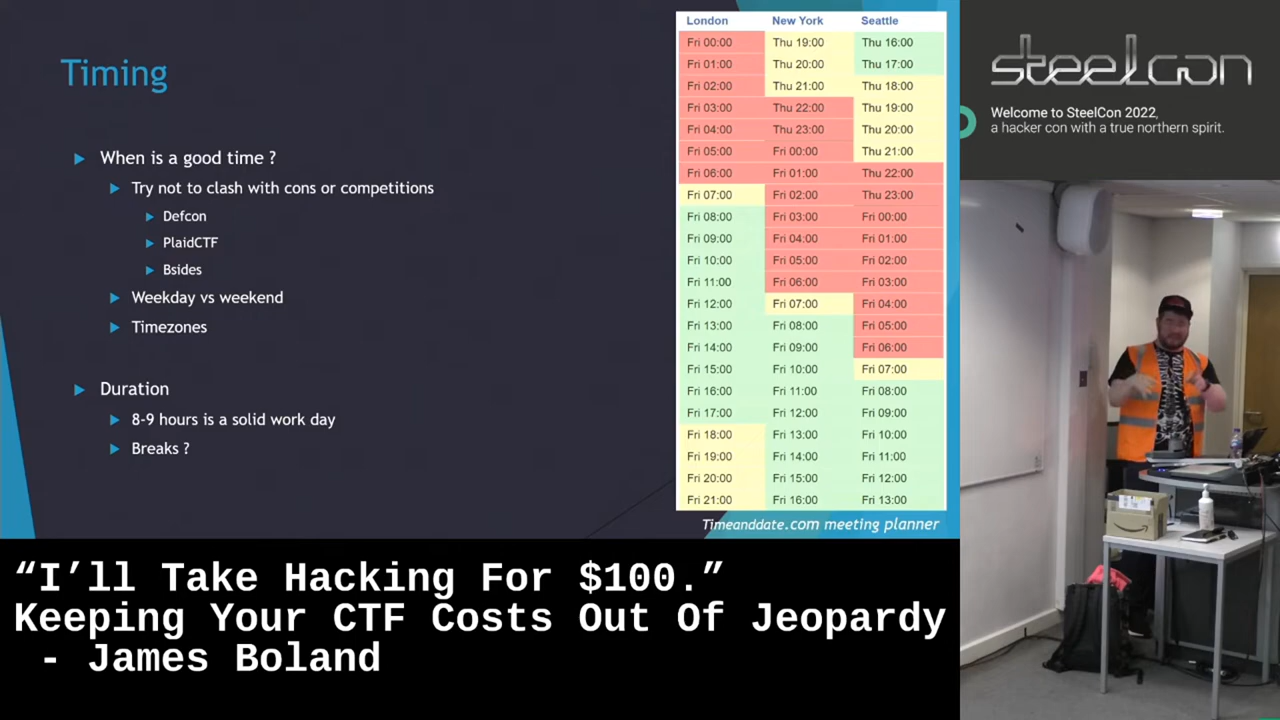 Timing
When is a good time ?
Try not to clash with cons or competitions
Defcon
PlaidCTF
Bsides
Weekday vs weekend
Timezones
Duration
8-9 hours is a solid work day
Breaks ?
London New York Seattle
Fri 00:00 Thu 19:00 Thu 16:00
Fri 01:00 Thu 20:00 Thu 17:00
Fri 02:00 Thu 21:00 Thu 18:00
Fri 03:00 Thu 22:00 Thu 19:00
Fri 04:00 Thu 23:00 Thu 20:00
Fri 05:00 Fri 00:00 Thu 21:00
Fri 06:00 Fri 01:00 Thu 22:00
Fri 07:00 Fri 02:00 Thu 23:00
Fri 08:00 Fri 03:00 Fri 00:00
Fri 09:00 Fri 04:00 Fri 01:00
Fri 10:00 Fri 05:00 Fri 02:00
Fri 11:00 Fri 06:00 Fri 03:00
Fri 12:00 Fri 07:00 Fri 04:00
Fri 13:00 Fri 08:00 Fri 05:00
Fri 14:00 Fri 09:00 Fri 06:00
Fri 15:00 Fri 10:00 Fri 07:00
Fri 16:00 Fri 11:00 Fri 08:00
Fri 17:00 Fri 12:00 Fri 09:00
Fri 18:00 Fri 13:00 Fri 10:00
Fri 19:00 Fri 14:00 Fri 11:00
Fri 20:00 Fri 15:00 Fri 12:00
Fri 21:00 Fri 16:00 Fri 13:00
Timeanddate.com meeting planner
steelcon
Welcome to SteelCon 2022,
a hacker con with a true northern spirit.
“I’ll Take Hacking For $100.”
Keeping Your CTF Costs Out Of Jeopardy
- James Boland